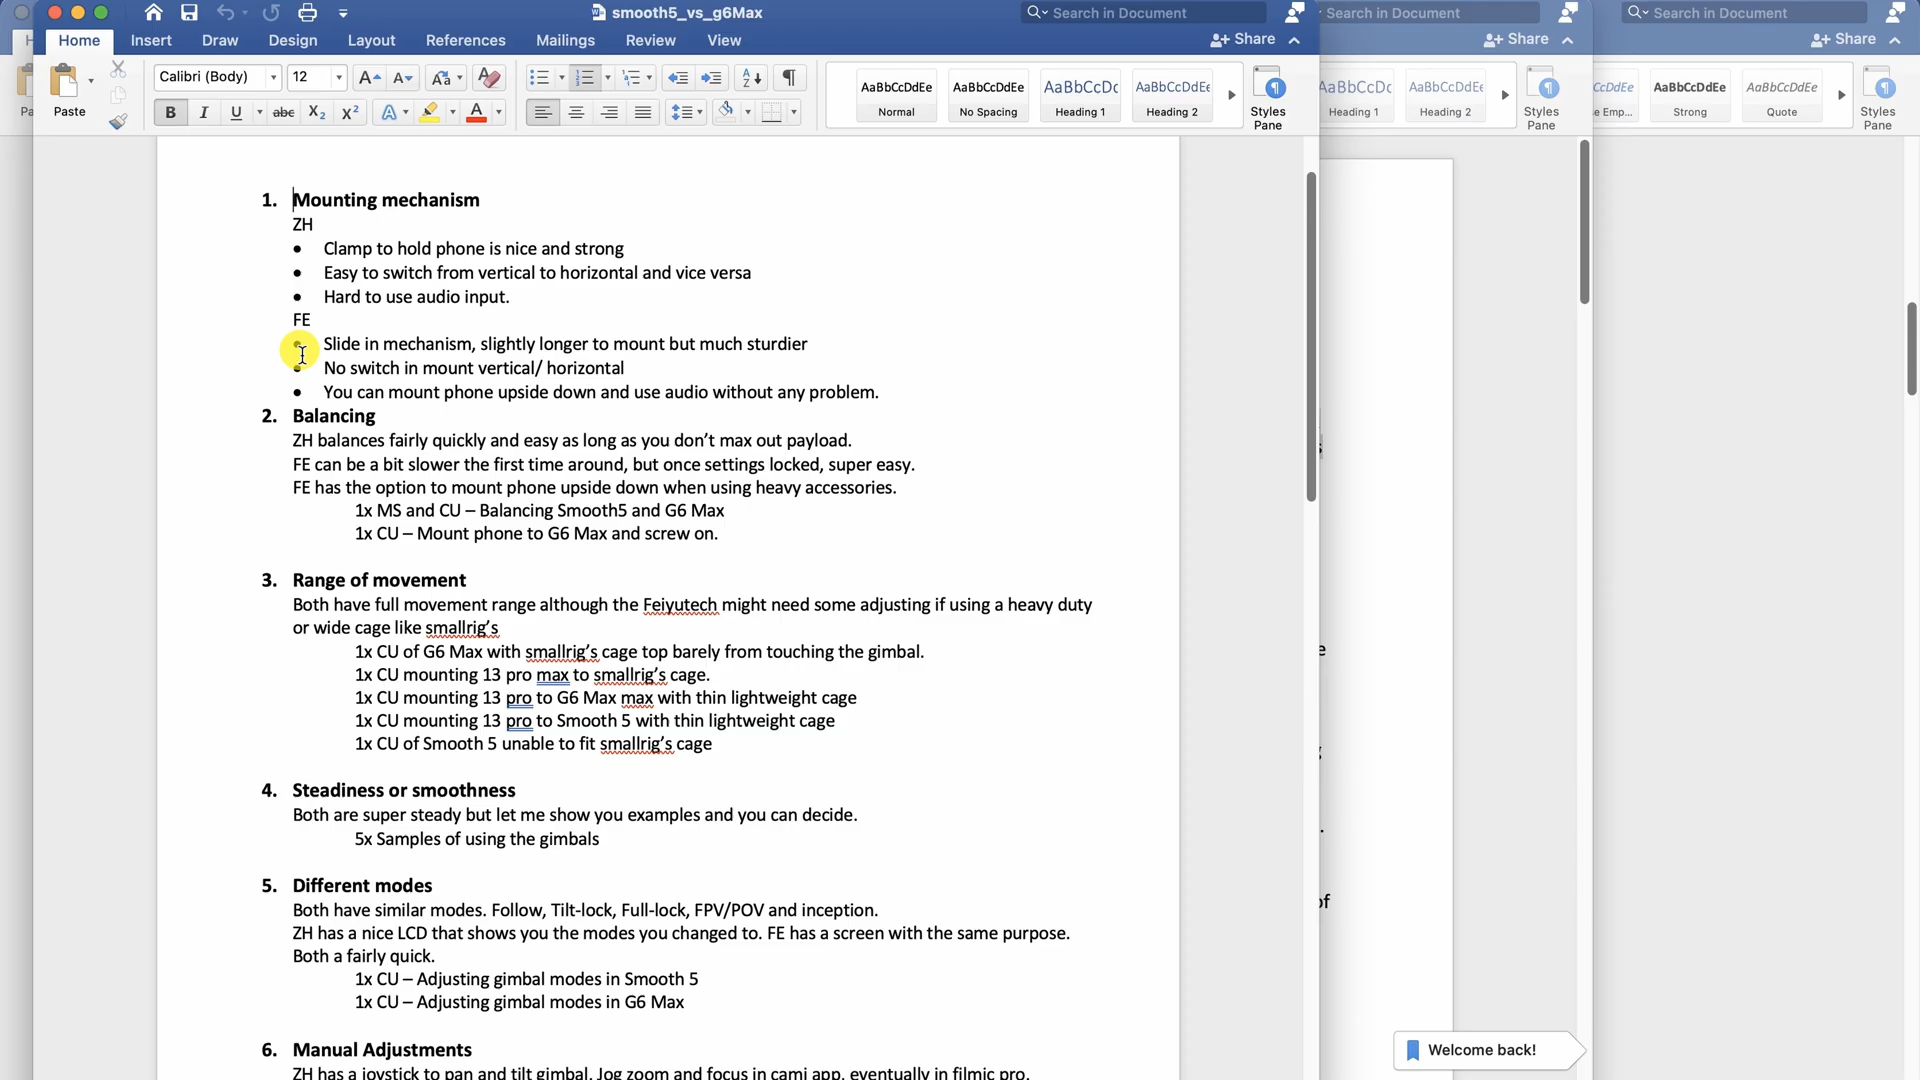 smooth5_vs_g6Max
Search in Document
Search in Document
Search in Document
Home
Insert
Draw
Design
Layout
References
Mailings
Review
View
Share
Share
Share
Paste
Calibri (Body)
12
AaBbCcDdEe
Normal
AaBbCcDdEe
No Spacing
AaBbCcDc
Heading 1
AaBbCcDdEe
Heading 2
Styles Pane
AaBbCcDc
Heading 1
AaBbCcDdEe
Heading 2
Styles Pane
CcDdEe
e Emp...
AaBbCcDdEe
Strong
AaBbCcDdEe
Quote
Styles Pane
1. Mounting mechanism
ZH
• Clamp to hold phone is nice and strong
• Easy to switch from vertical to horizontal and vice versa
• Hard to use audio input.
FE
• Slide in mechanism, slightly longer to mount but much sturdier
• No switch in mount vertical/ horizontal
• You can mount phone upside down and use audio without any problem.
2. Balancing
ZH balances fairly quickly and easy as long as you don’t max out payload.
FE can be a bit slower the first time around, but once settings locked, super easy.
FE has the option to mount phone upside down when using heavy accessories.
1x MS and CU – Balancing Smooth5 and G6 Max
1x CU – Mount phone to G6 Max and screw on.
3. Range of movement
Both have full movement range although the Feiyutech might need some adjusting if using a heavy duty
or wide cage like smallrig’s
1x CU of G6 Max with smallrig’s cage top barely from touching the gimbal.
1x CU mounting 13 pro max to smallrig’s cage.
1x CU mounting 13 pro to G6 Max max with thin lightweight cage
1x CU mounting 13 pro to Smooth 5 with thin lightweight cage
1x CU of Smooth 5 unable to fit smallrig’s cage
4. Steadiness or smoothness
Both are super steady but let me show you examples and you can decide.
5x Samples of using the gimbals
5. Different modes
Both have similar modes. Follow, Tilt-lock, Full-lock, FPV/POV and inception.
ZH has a nice LCD that shows you the modes you changed to. FE has a screen with the same purpose.
Both a fairly quick.
1x CU – Adjusting gimbal modes in Smooth 5
1x CU – Adjusting gimbal modes in G6 Max
6. Manual Adjustments
ZH has a joystick to pan and tilt gimbal. Jog zoom and focus in cami app, eventually in filmic pro.
Welcome back!